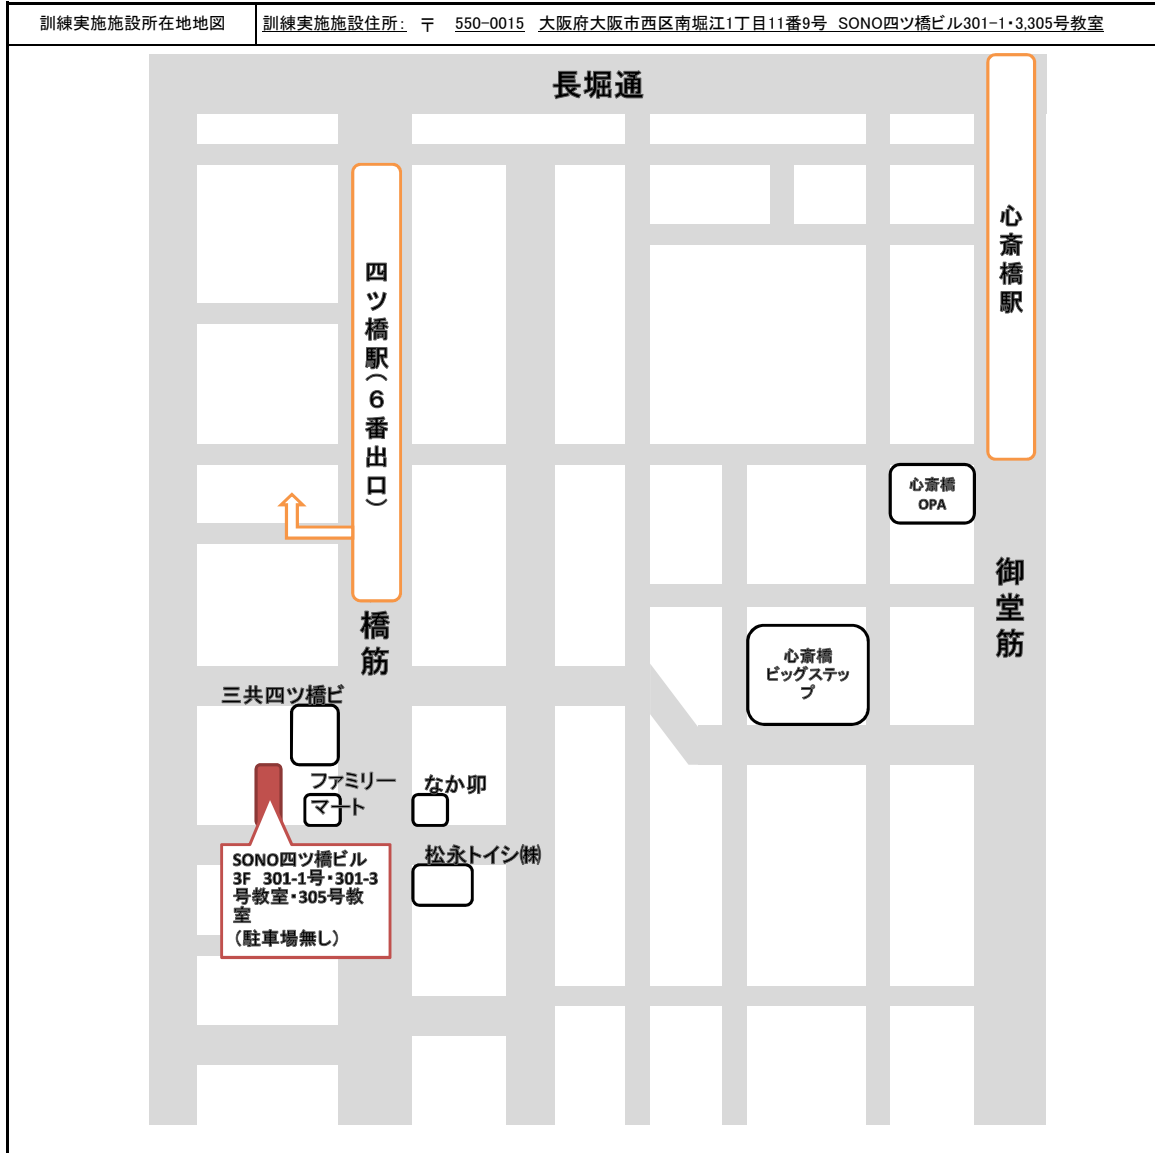 訓練実施施設所在地地図
訓練実施施設住所: 〒 550-0015 大阪府大阪市西区南堀江1丁目11番9号 SONO四ツ橋ビル301-1・3,305号教室
長堀通
心斎橋駅
四ツ橋駅(6番出口)
心斎橋
OPA
御堂筋
橋筋
心斎橋
ビッグステッ
プ
三共四ツ橋ビ
ファミリー
マート
なか卯
松永トイシ㈱
SONO四ツ橋ビル
3F 301-1号・301-3
号教室・305号教
室
(駐車場無し)